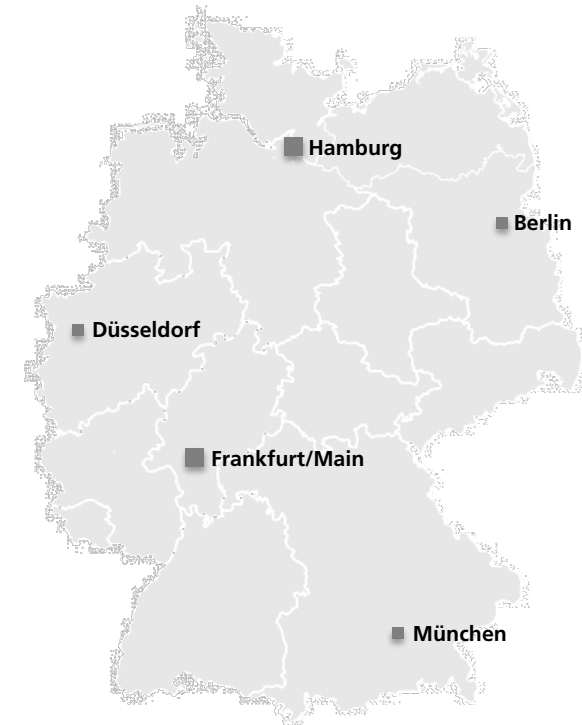 Hamburg
Berlin
Düsseldorf
Frankfurt/Main
München